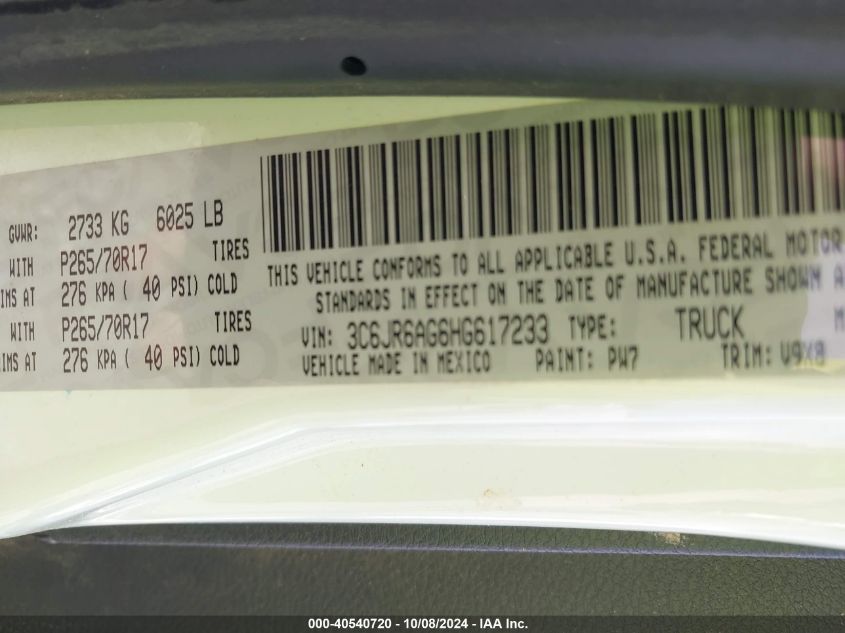 GVWR: 2733 KG 6025 LB
WITH P265/70R17 TIRES
IMS AT 276 KPA ( 40 PSI) COLD
WITH P265/70R17 TIRES
IMS AT 276 KPA ( 40 PSI) COLD
THIS VEHICLE CONFORMS TO ALL APPLICABLE U.S.A. FEDERAL MOTOR
STANDARDS IN EFFECT ON THE DATE OF MANUFACTURE SHOWN A
VIN: 3C6JR6AG6HG617233 TYPE: TRUCK M
VEHICLE MADE IN MEXICO PAINT: PW7 TRIM: V9X8
000-40540720 - 10/08/2024 - IAA Inc.